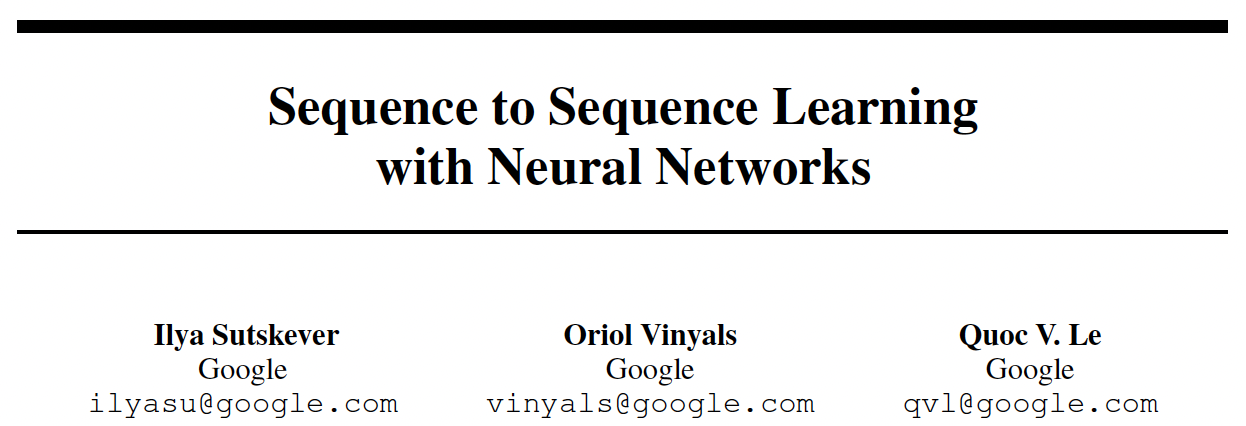 Sequence to Sequence Learning
with Neural Networks
Ilya Sutskever
Google
ilyasu@google.com
Oriol Vinyals
Google
vinyals@google.com
Quoc V. Le
Google
qvl@google.com